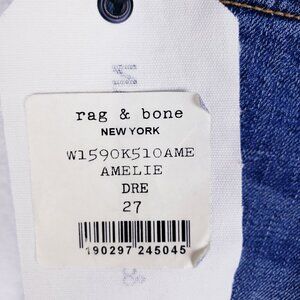 rag & bone
NEW YORK
W1590K510AME
AMELIE
DRE
27
190297 245045